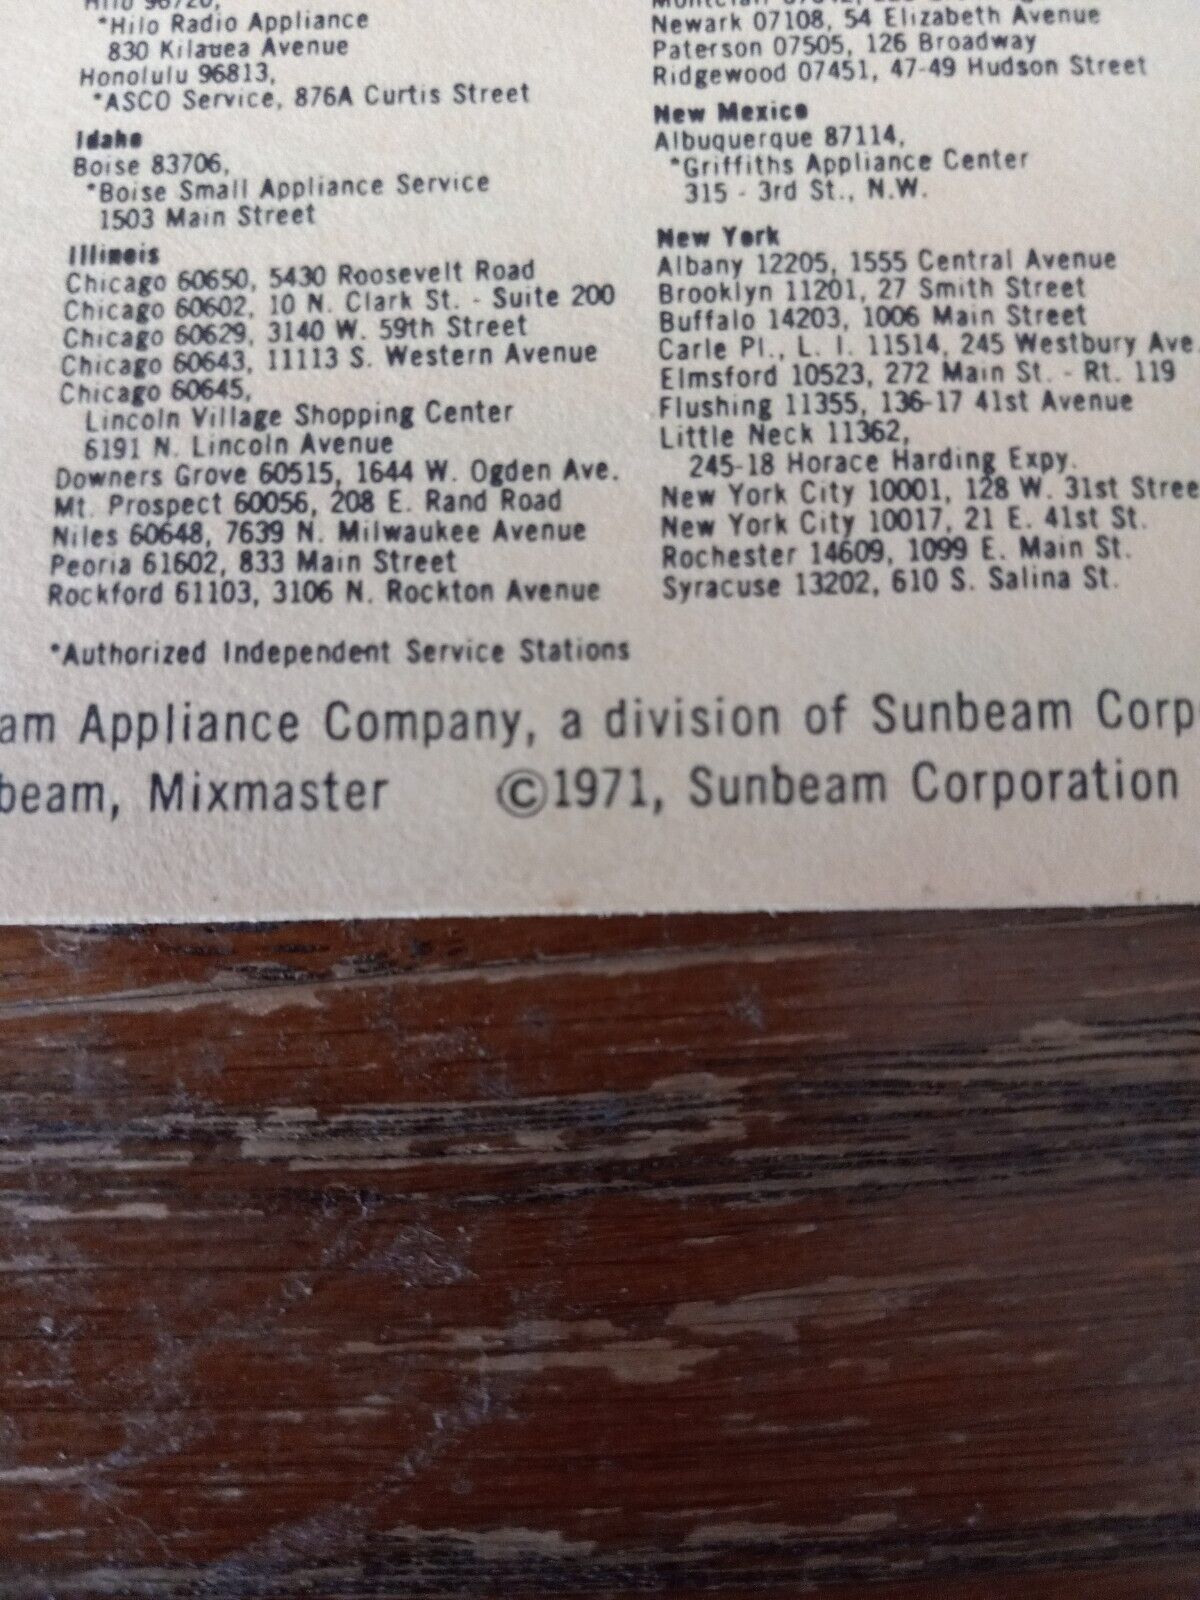 Hilo 96720,
*Hilo Radio Appliance
830 Kilauea Avenue
Honolulu 96813,
*ASCO Service, 876A Curtis Street
Idaho
Boise 83706,
*Boise Small Appliance Service
1503 Main Street
Illinois
Chicago 60650, 5430 Roosevelt Road
Chicago 60602, 10 N. Clark St. - Suite 200
Chicago 60629, 3140 W. 59th Street
Chicago 60643, 11113 S. Western Avenue
Chicago 60645,
Lincoln Village Shopping Center
6191 N. Lincoln Avenue
Downers Grove 60515, 1644 W. Ogden Ave.
Mt. Prospect 60056, 208 E. Rand Road
Niles 60648, 7639 N. Milwaukee Avenue
Peoria 61602, 833 Main Street
Rockford 61103, 3106 N. Rockton Avenue
Newark 07108, 54 Elizabeth Avenue
Paterson 07505, 126 Broadway
Ridgewood 07451, 47-49 Hudson Street
New Mexico
Albuquerque 87114,
*Griffiths Appliance Center
315 - 3rd St., N.W.
New York
Albany 12205, 1555 Central Avenue
Brooklyn 11201, 27 Smith Street
Buffalo 14203, 1006 Main Street
Carle Pl., L. I. 11514, 245 Westbury Ave.
Elmsford 10523, 272 Main St. - Rt. 119
Flushing 11355, 136-17 41st Avenue
Little Neck 11362,
245-18 Horace Harding Expy.
New York City 10001, 128 W. 31st Stree
New York City 10017, 21 E. 41st St.
Rochester 14609, 1099 E. Main St.
Syracuse 13202, 610 S. Salina St.
*Authorized Independent Service Stations
am Appliance Company, a division of Sunbeam Corp
beam, Mixmaster ©1971, Sunbeam Corporation